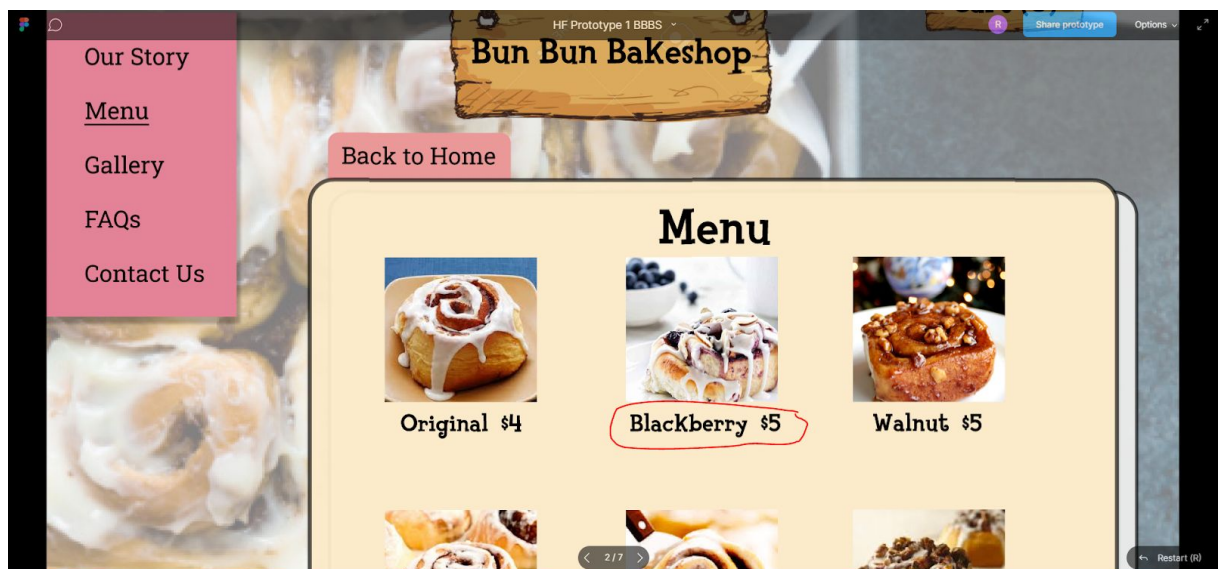 HF Prototype 1 BBBS
R
Share prototype
Options
Our Story
Bun Bun Bakeshop
Menu
Back to Home
Gallery
FAQs
Contact Us
Menu
Original $4
Blackberry $5
Walnut $5
2 / 7
Restart (R)